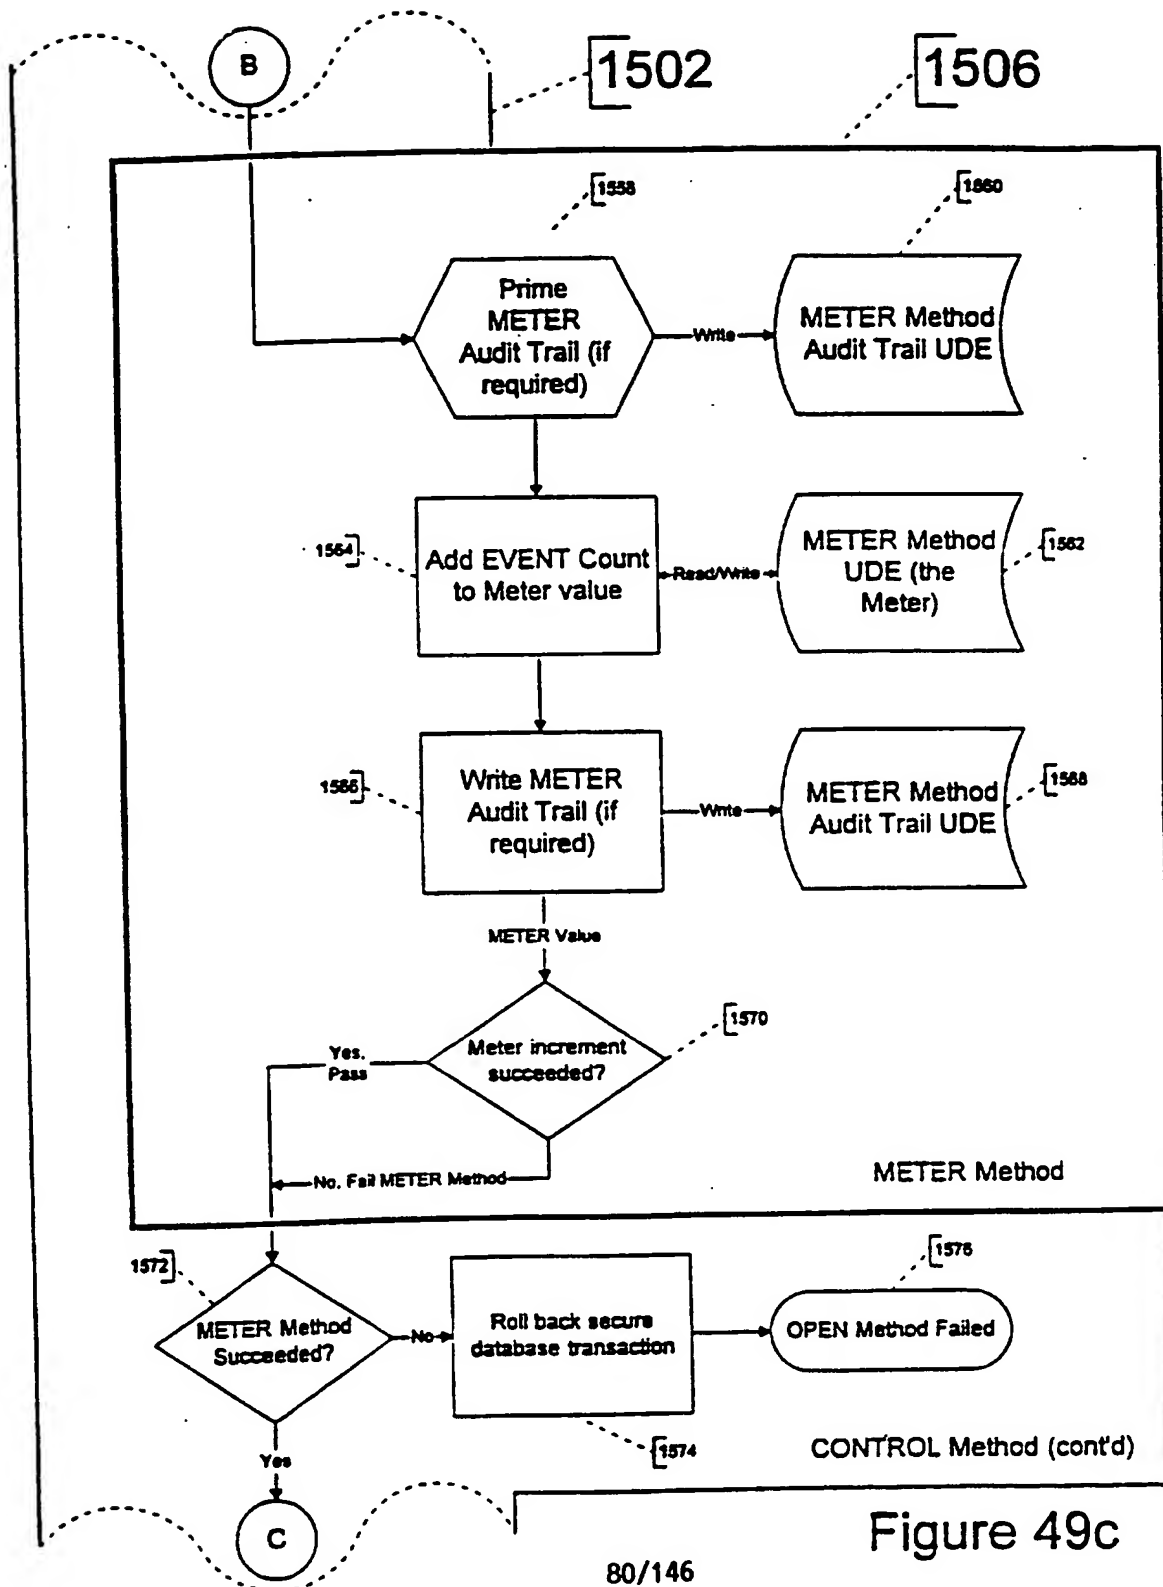 B
1502
1506
1558
1560
Prime
METER
Audit Trail (if
required)
Write
METER Method
Audit Trail UDE
1564
Add EVENT Count
to Meter value
Read/Write
METER Method
UDE (the
Meter)
1562
1566
Write METER
Audit Trail (if
required)
Write
METER Method
Audit Trail UDE
1568
METER Value
1570
Meter increment
succeeded?
Yes.
Pass
No. Fail METER Method
METER Method
1572
METER Method
Succeeded?
No
Roll back secure
database transaction
1576
OPEN Method Failed
1574
Yes
CONTROL Method (cont'd)
C
Figure 49c
80/146